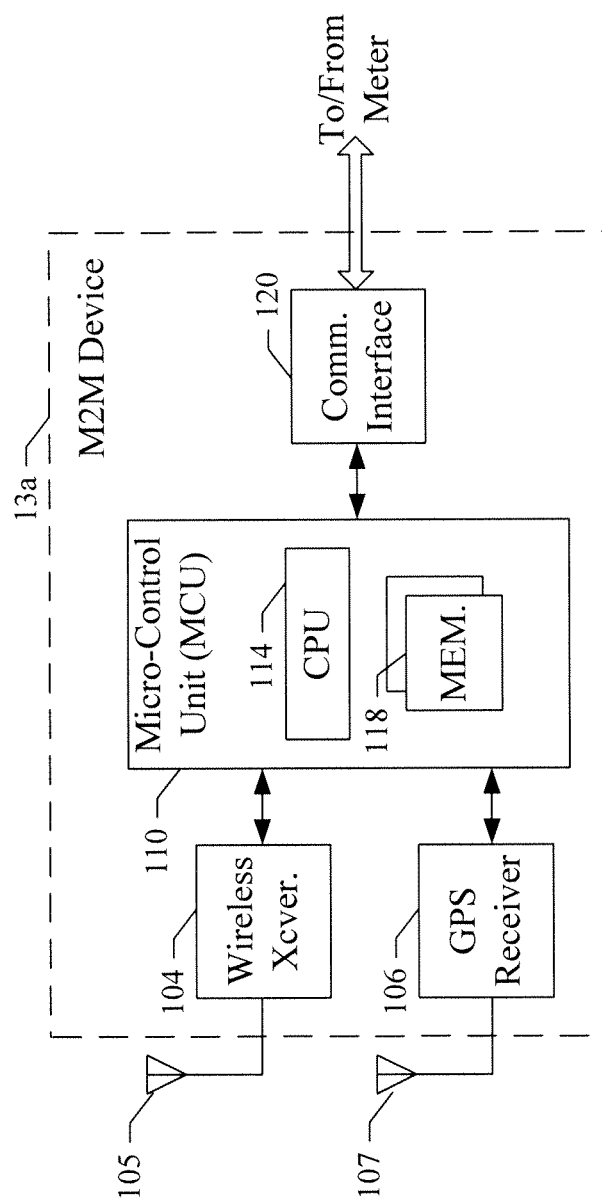 13a
M2M Device
105
104
Wireless
Xcver.
110
Micro-Control
Unit (MCU)
114
CPU
118
MEM.
120
Comm.
Interface
To/From
Meter
107
106
GPS
Receiver